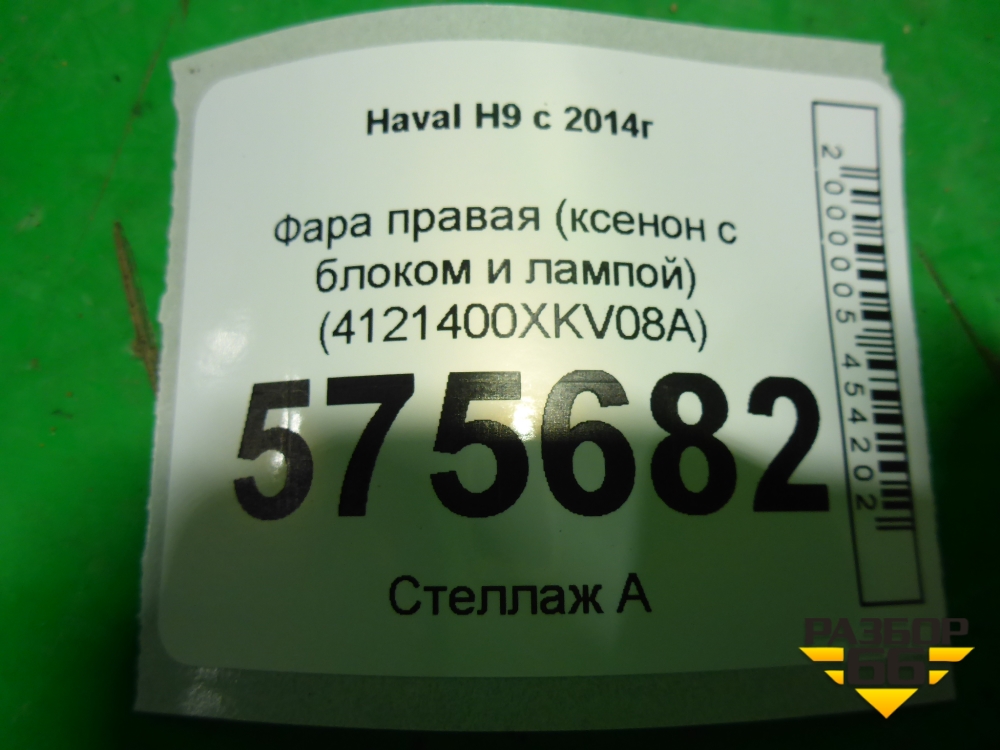 Haval H9 с 2014г
Фара правая (ксенон с
блоком и лампой)
(4121400XKV08A)
575682
Стеллаж А
2000005454202
РАЗБОР
66